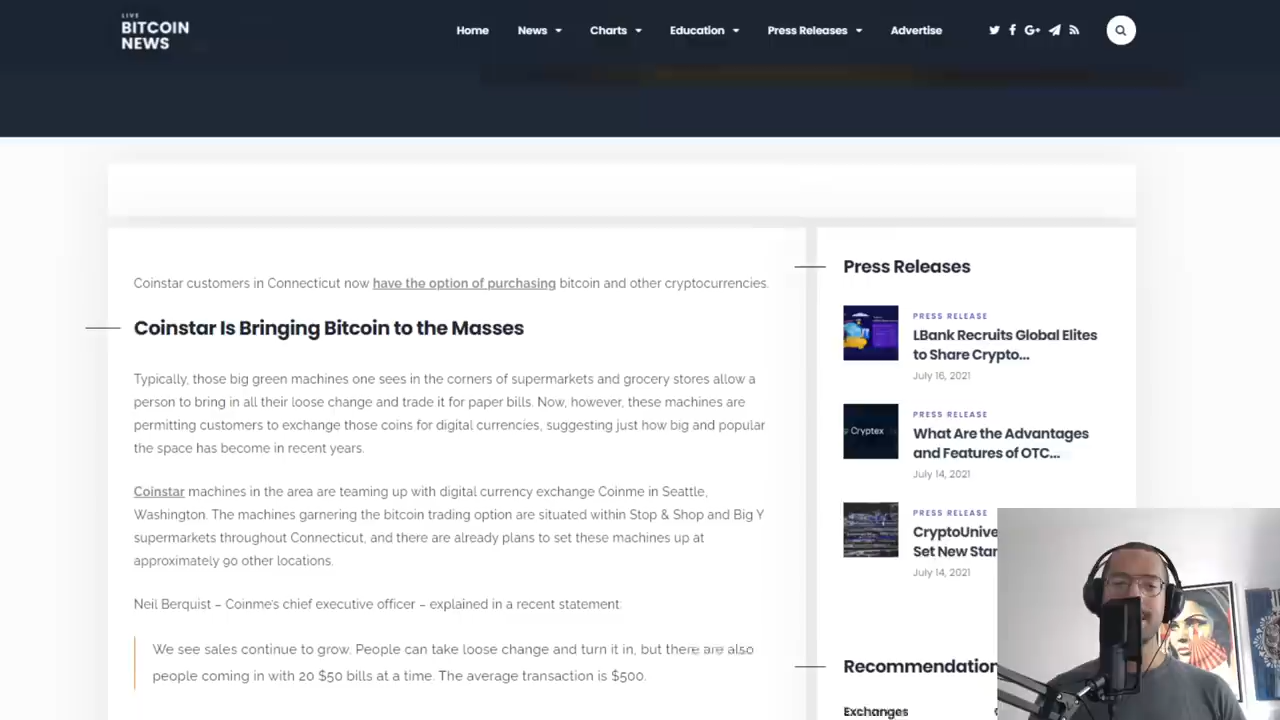 LIVE
BITCOIN
NEWS
Home
News
Charts
Education
Press Releases
Advertise
Coinstar customers in Connecticut now have the option of purchasing bitcoin and other cryptocurrencies.
Coinstar Is Bringing Bitcoin to the Masses
Typically, those big green machines one sees in the corners of supermarkets and grocery stores allow a
person to bring in all their loose change and trade it for paper bills. Now, however, these machines are
permitting customers to exchange those coins for digital currencies, suggesting just how big and popular
the space has become in recent years.
Coinstar machines in the area are teaming up with digital currency exchange Coinme in Seattle,
Washington. The machines garnering the bitcoin trading option are situated within Stop & Shop and Big Y
supermarkets throughout Connecticut, and there are already plans to set these machines up at
approximately 90 other locations.
Neil Berquist – Coinme's chief executive officer – explained in a recent statement:
We see sales continue to grow. People can take loose change and turn it in, but there are also
people coming in with 20 $50 bills at a time. The average transaction is $500.
Press Releases
PRESS RELEASE
LBank Recruits Global Elites
to Share Crypto...
July 16, 2021
Cryptex
PRESS RELEASE
What Are the Advantages
and Features of OTC...
July 14, 2021
PRESS RELEASE
CryptoUnive
Set New Stan
July 14, 2021
Recommendation
Exchanges